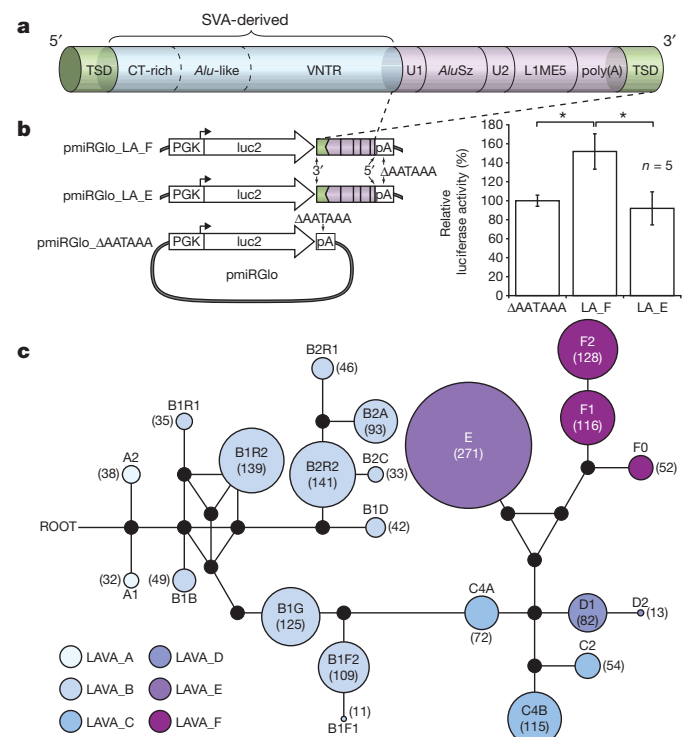 a
SVA-derived
5′
3′
TSD
CT-rich
Alu-like
VNTR
U1
AluSz
U2
L1ME5
poly(A)
TSD
b
pmiRGlo_LA_F
PGK
luc2
pA
3′
5′
ΔAATAAA
pmiRGlo_LA_E
PGK
luc2
pA
ΔAATAAA
pmiRGlo_ΔAATAAA
PGK
luc2
pA
pmiRGlo
Relative
luciferase activity (%)
180
160
140
120
100
80
60
40
20
0
*
*
n = 5
ΔAATAAA
LA_F
LA_E
c
ROOT
A2
(38)
(32)
A1
B1R1
(35)
(49)
B1B
B1R2
(139)
B2R1
(46)
B2A
(93)
B2R2
(141)
B2C
(33)
B1D
(42)
B1G
(125)
B1F2
(109)
(11)
B1F1
E
(271)
F2
(128)
F1
(116)
F0
(52)
C4A
(72)
D1
(82)
D2
(13)
C2
(54)
C4B
(115)
LAVA_A
LAVA_B
LAVA_C
LAVA_D
LAVA_E
LAVA_F